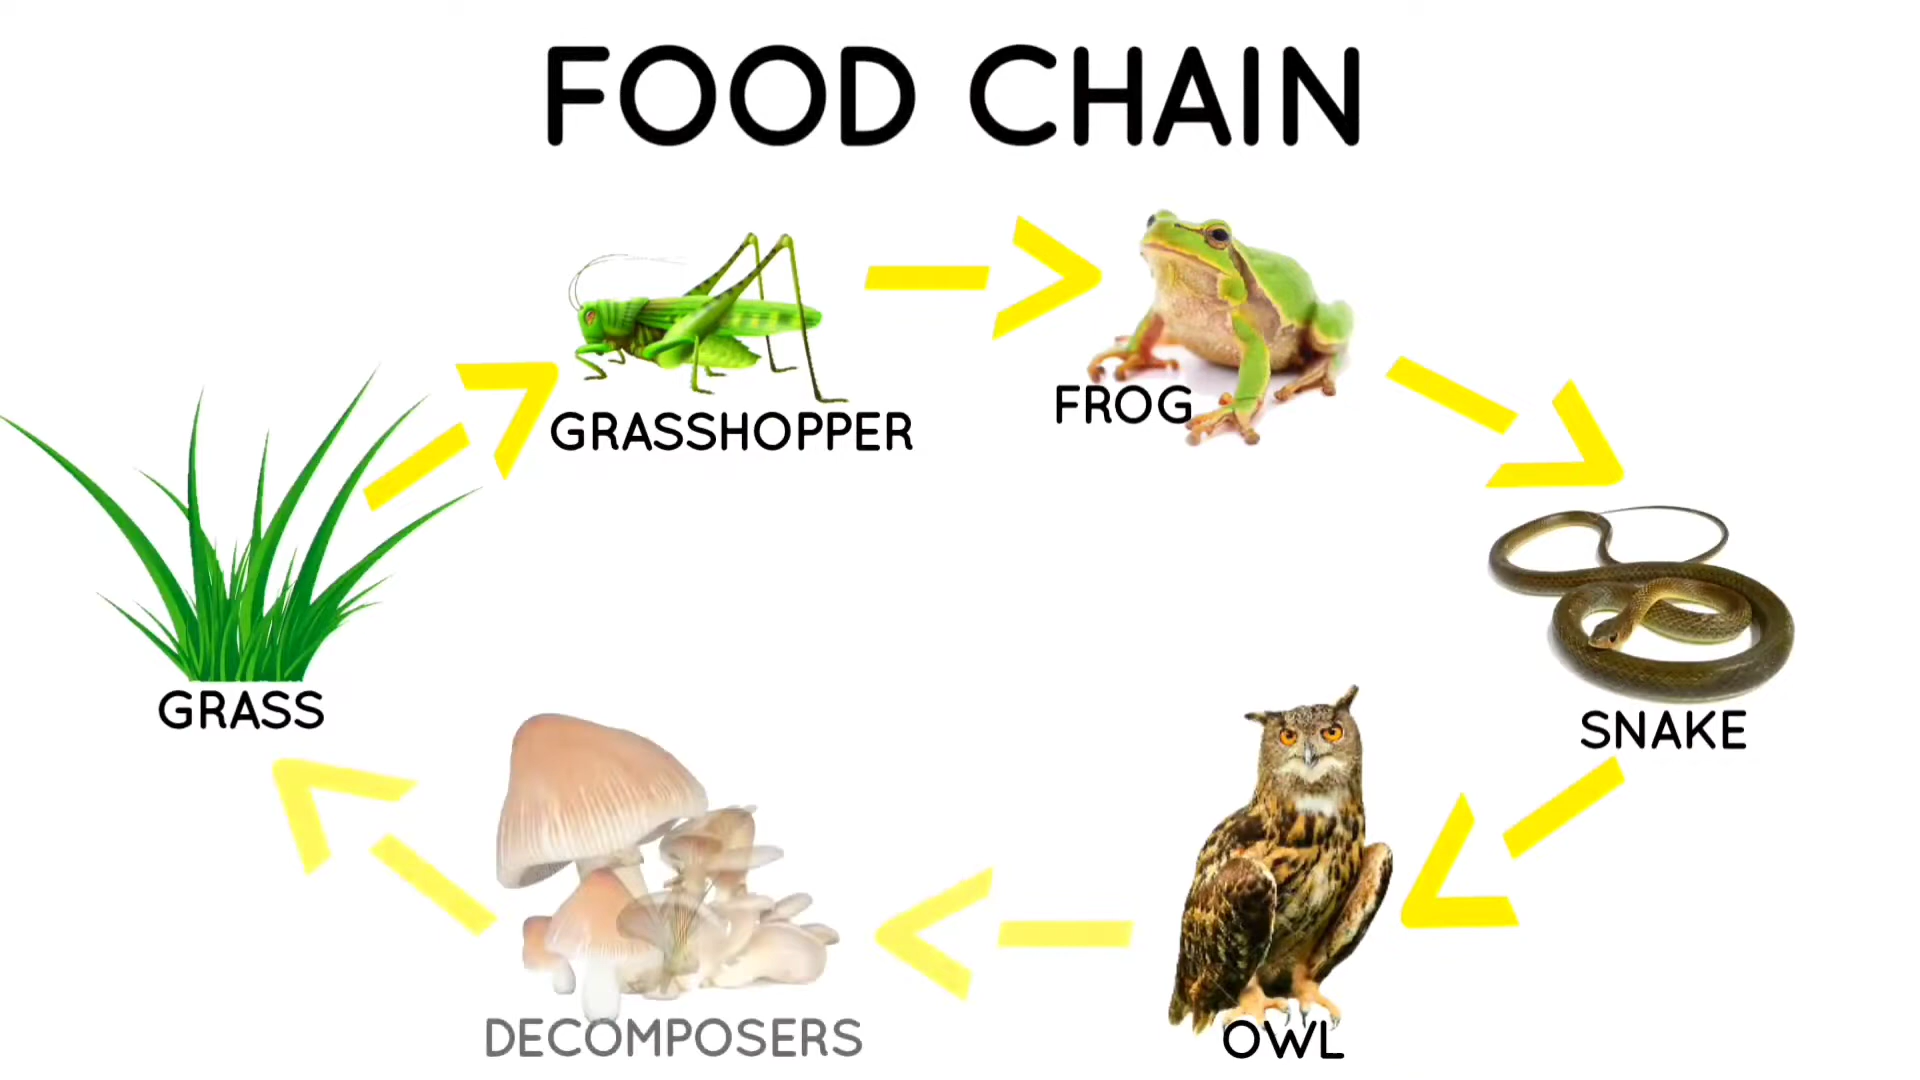 FOOD CHAIN
GRASSHOPPER
FROG
GRASS
SNAKE
DECOMPOSERS
OWL